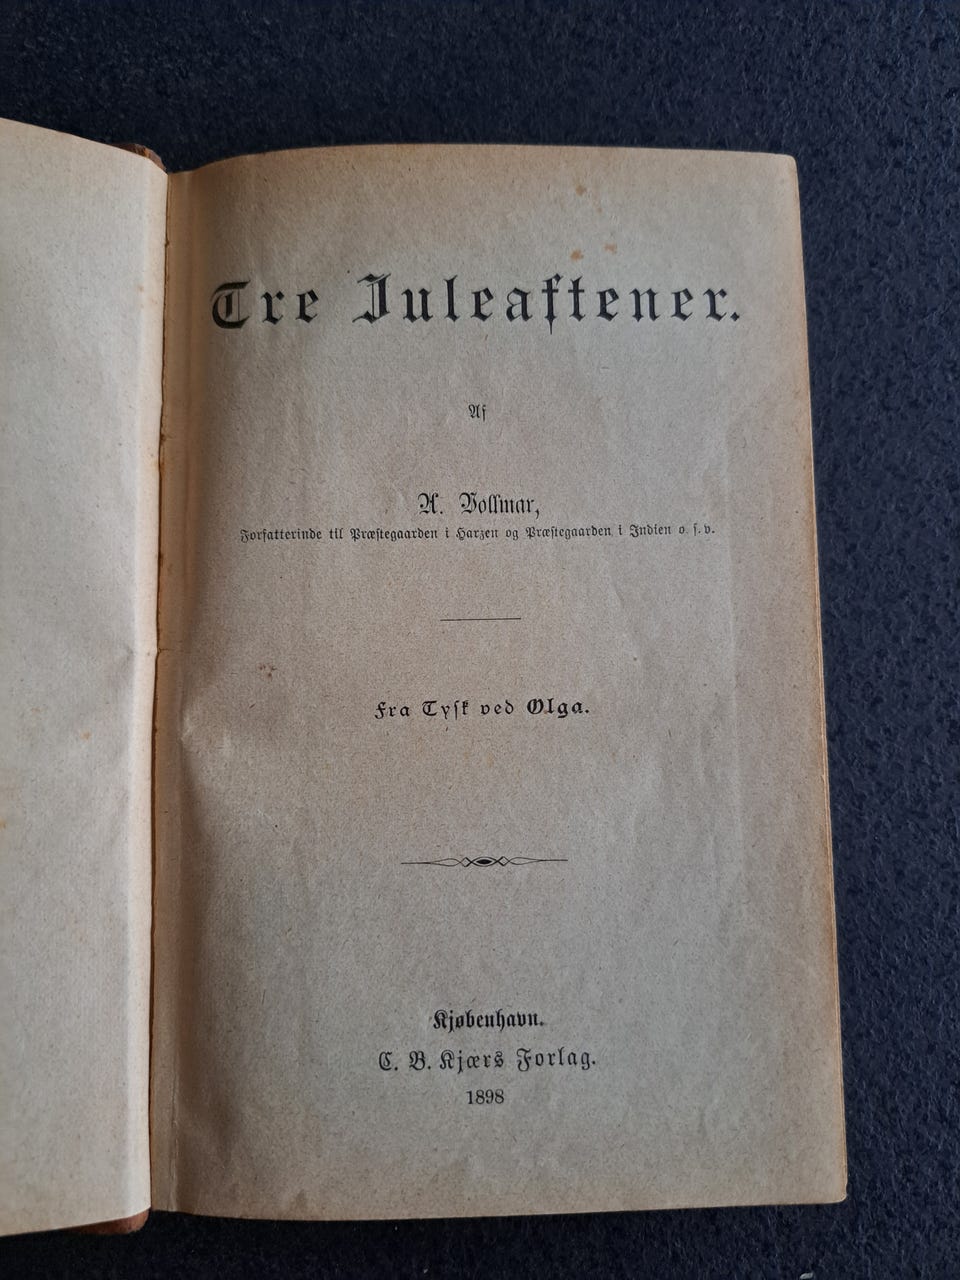 Tre Juleaftener.
Af
A. Vollmar,
Forfatterinde til Præstegaarden i Harzen og Præstegaarden i Indien o. s. v.
Fra Tysk ved Olga.
Kjøbenhavn.
C. B. Kjærs Forlag.
1898